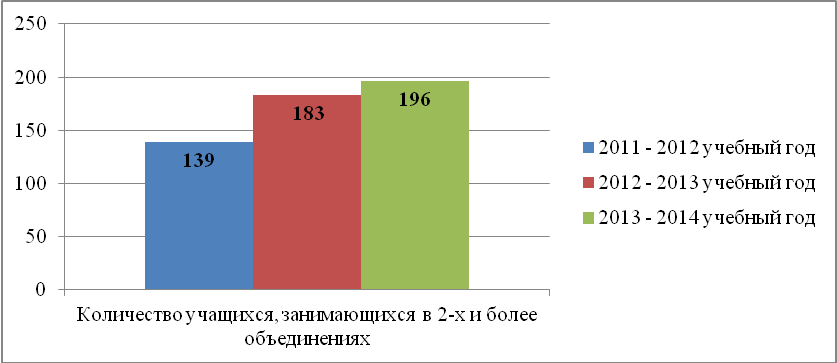 250
200
150
100
50
0
139
183
196
Количество учащихся, занимающихся в 2-х и более
объединениях
2011 - 2012 учебный год
2012 - 2013 учебный год
2013 - 2014 учебный год